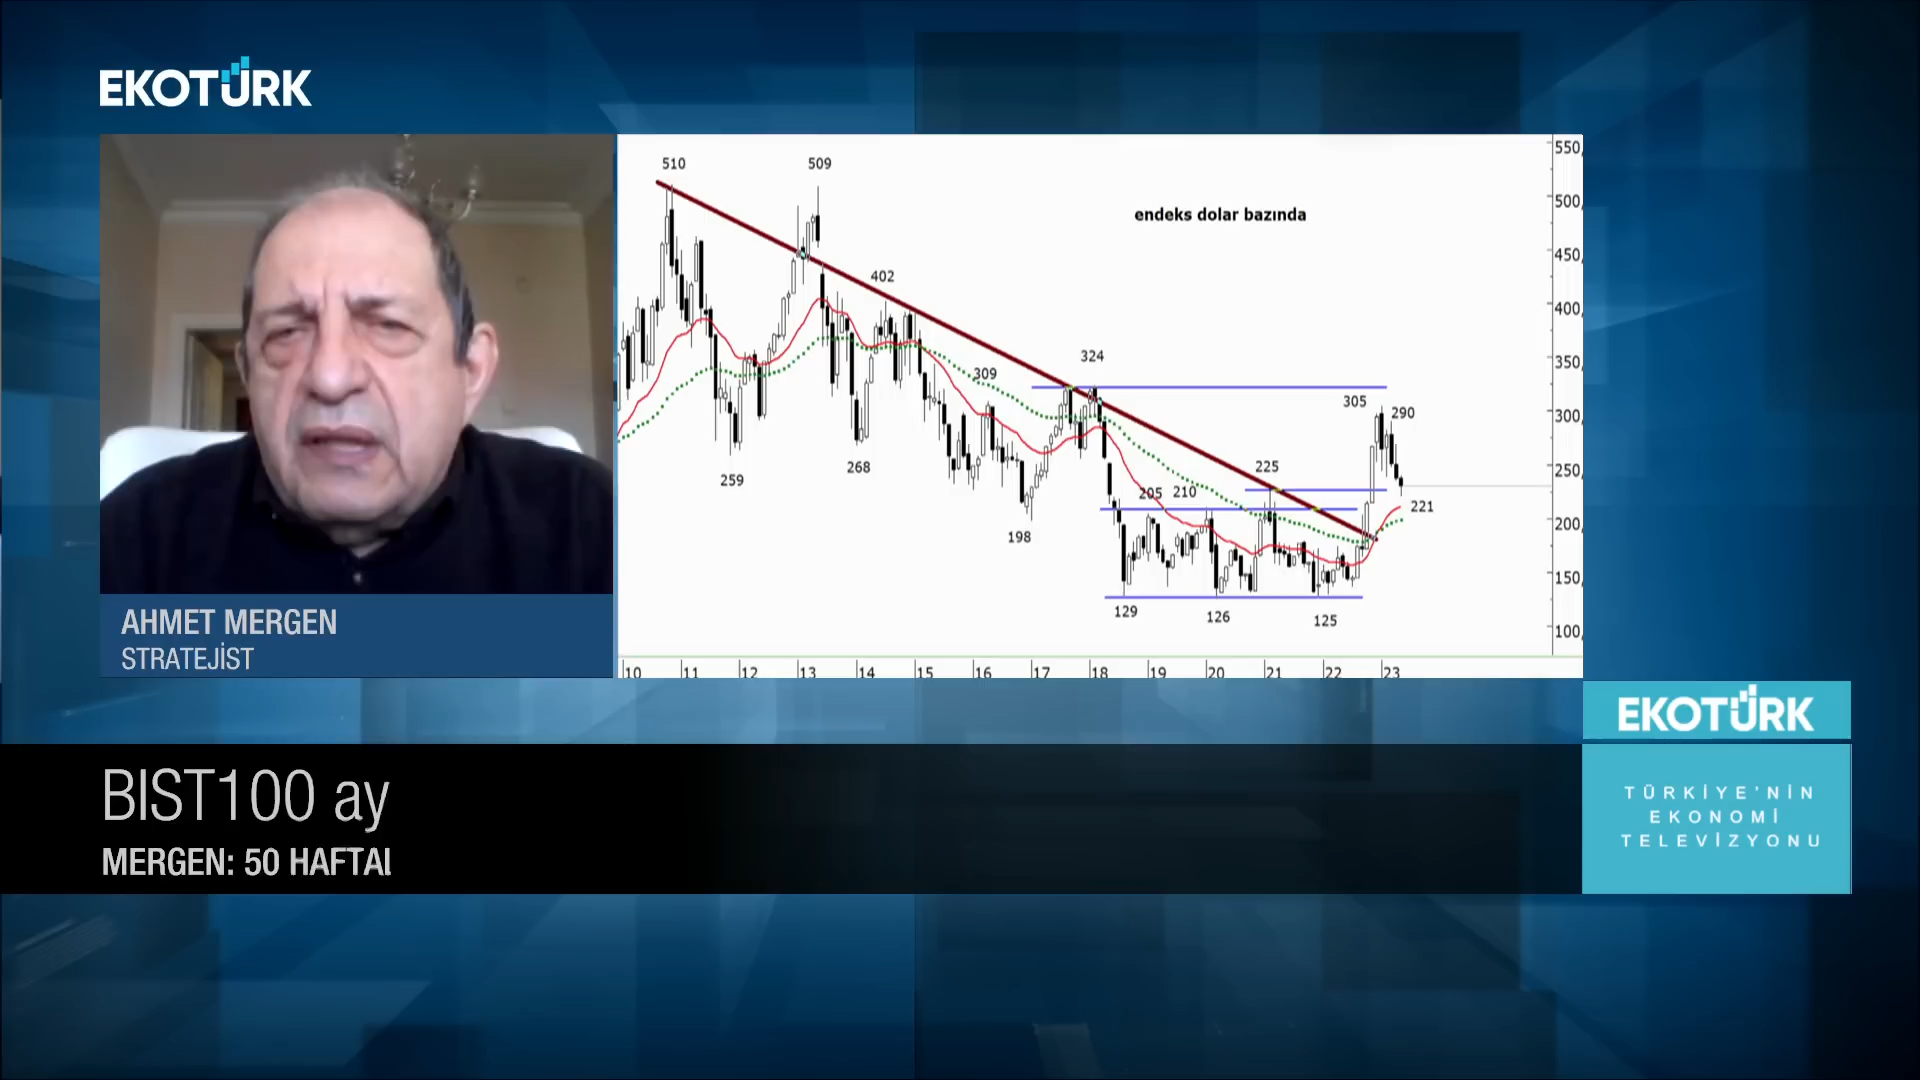 EKOTÜRK
AHMET MERGEN
STRATEJİST
endeks dolar bazında
510
509
402
324
309
305
290
259
268
225
205
210
221
198
129
126
125
550
500
450
400
350
300
250
200
150
100
10 11 12 13 14 15 16 17 18 19 20 21 22 23
EKOTÜRK
TÜRKİYE'NİN
EKONOMİ
TELEVİZYONU
BIST100 ay
MERGEN: 50 HAFTAL